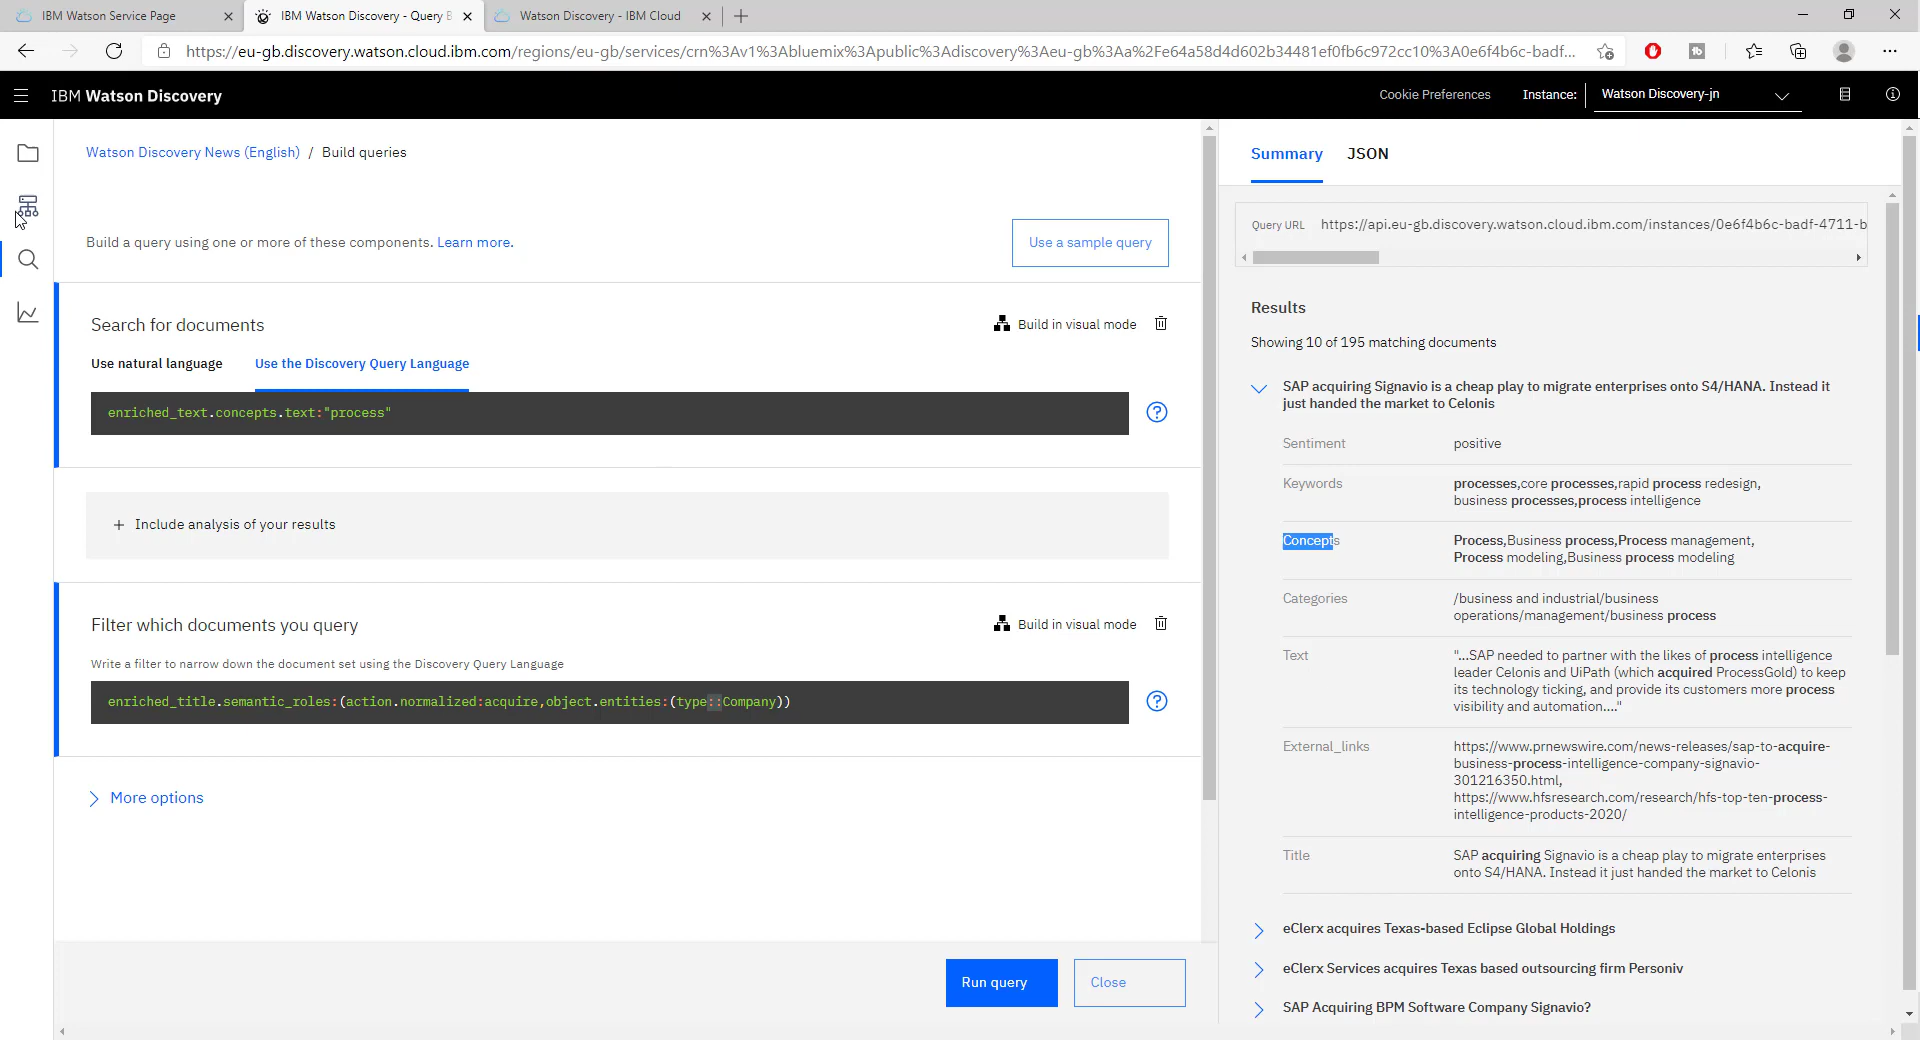 IBM Watson Service Page
IBM Watson Discovery - Query B
Watson Discovery - IBM Cloud
https://eu-gb.discovery.watson.cloud.ibm.com/regions/eu-gb/services/crn%3Av1%3Abluemix%3Apublic%3Adiscovery%3Aeu-gb%3Aa%2Fe64a58d4d602b34481ef0fb6c972cc10%3A0e6f4b6c-badf...
IBM Watson Discovery
Cookie Preferences
Instance:
Watson Discovery-jn
Watson Discovery News (English) / Build queries
Build a query using one or more of these components. Learn more.
Use a sample query
Search for documents
Build in visual mode
Use natural language
Use the Discovery Query Language
enriched_text.concepts.text:"process"
+ Include analysis of your results
Filter which documents you query
Build in visual mode
Write a filter to narrow down the document set using the Discovery Query Language
enriched_title.semantic_roles:(action.normalized:acquire,object.entities:(type::Company))
More options
Run query
Close
Summary
JSON
Query URL
https://api.eu-gb.discovery.watson.cloud.ibm.com/instances/0e6f4b6c-badf-4711-b
Results
Showing 10 of 195 matching documents
SAP acquiring Signavio is a cheap play to migrate enterprises onto S4/HANA. Instead it
just handed the market to Celonis
Sentiment
positive
Keywords
processes,core processes,rapid process redesign,
business processes,process intelligence
Concepts
Process,Business process,Process management,
Process modeling,Business process modeling
Categories
/business and industrial/business
operations/management/business process
Text
"...SAP needed to partner with the likes of process intelligence
leader Celonis and UiPath (which acquired ProcessGold) to keep
its technology ticking, and provide its customers more process
visibility and automation...."
External_links
https://www.prnewswire.com/news-releases/sap-to-acquire-
business-process-intelligence-company-signavio-
301216350.html,
https://www.hfsresearch.com/research/hfs-top-ten-process-
intelligence-products-2020/
Title
SAP acquiring Signavio is a cheap play to migrate enterprises
onto S4/HANA. Instead it just handed the market to Celonis
eClerx acquires Texas-based Eclipse Global Holdings
eClerx Services acquires Texas based outsourcing firm Personiv
SAP Acquiring BPM Software Company Signavio?